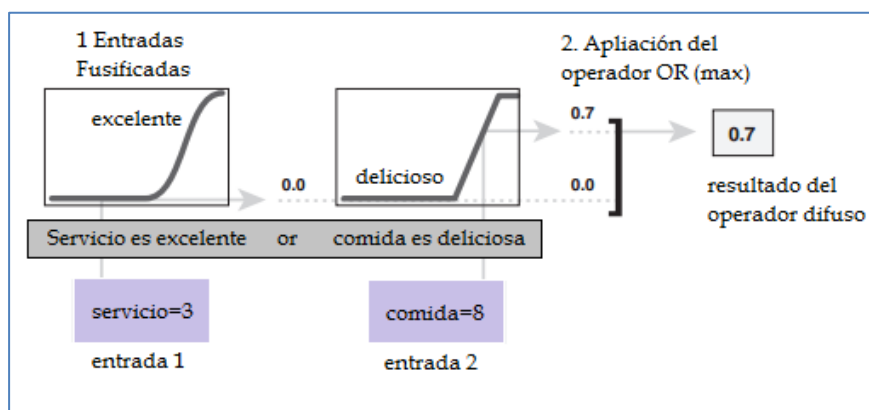 1 Entradas
Fusificadas
2. Apliación del
operador OR (max)
excelente
0.0
delicioso
0.7
0.0
0.7
resultado del
operador difuso
Servicio es excelente or comida es deliciosa
servicio=3
comida=8
entrada 1
entrada 2